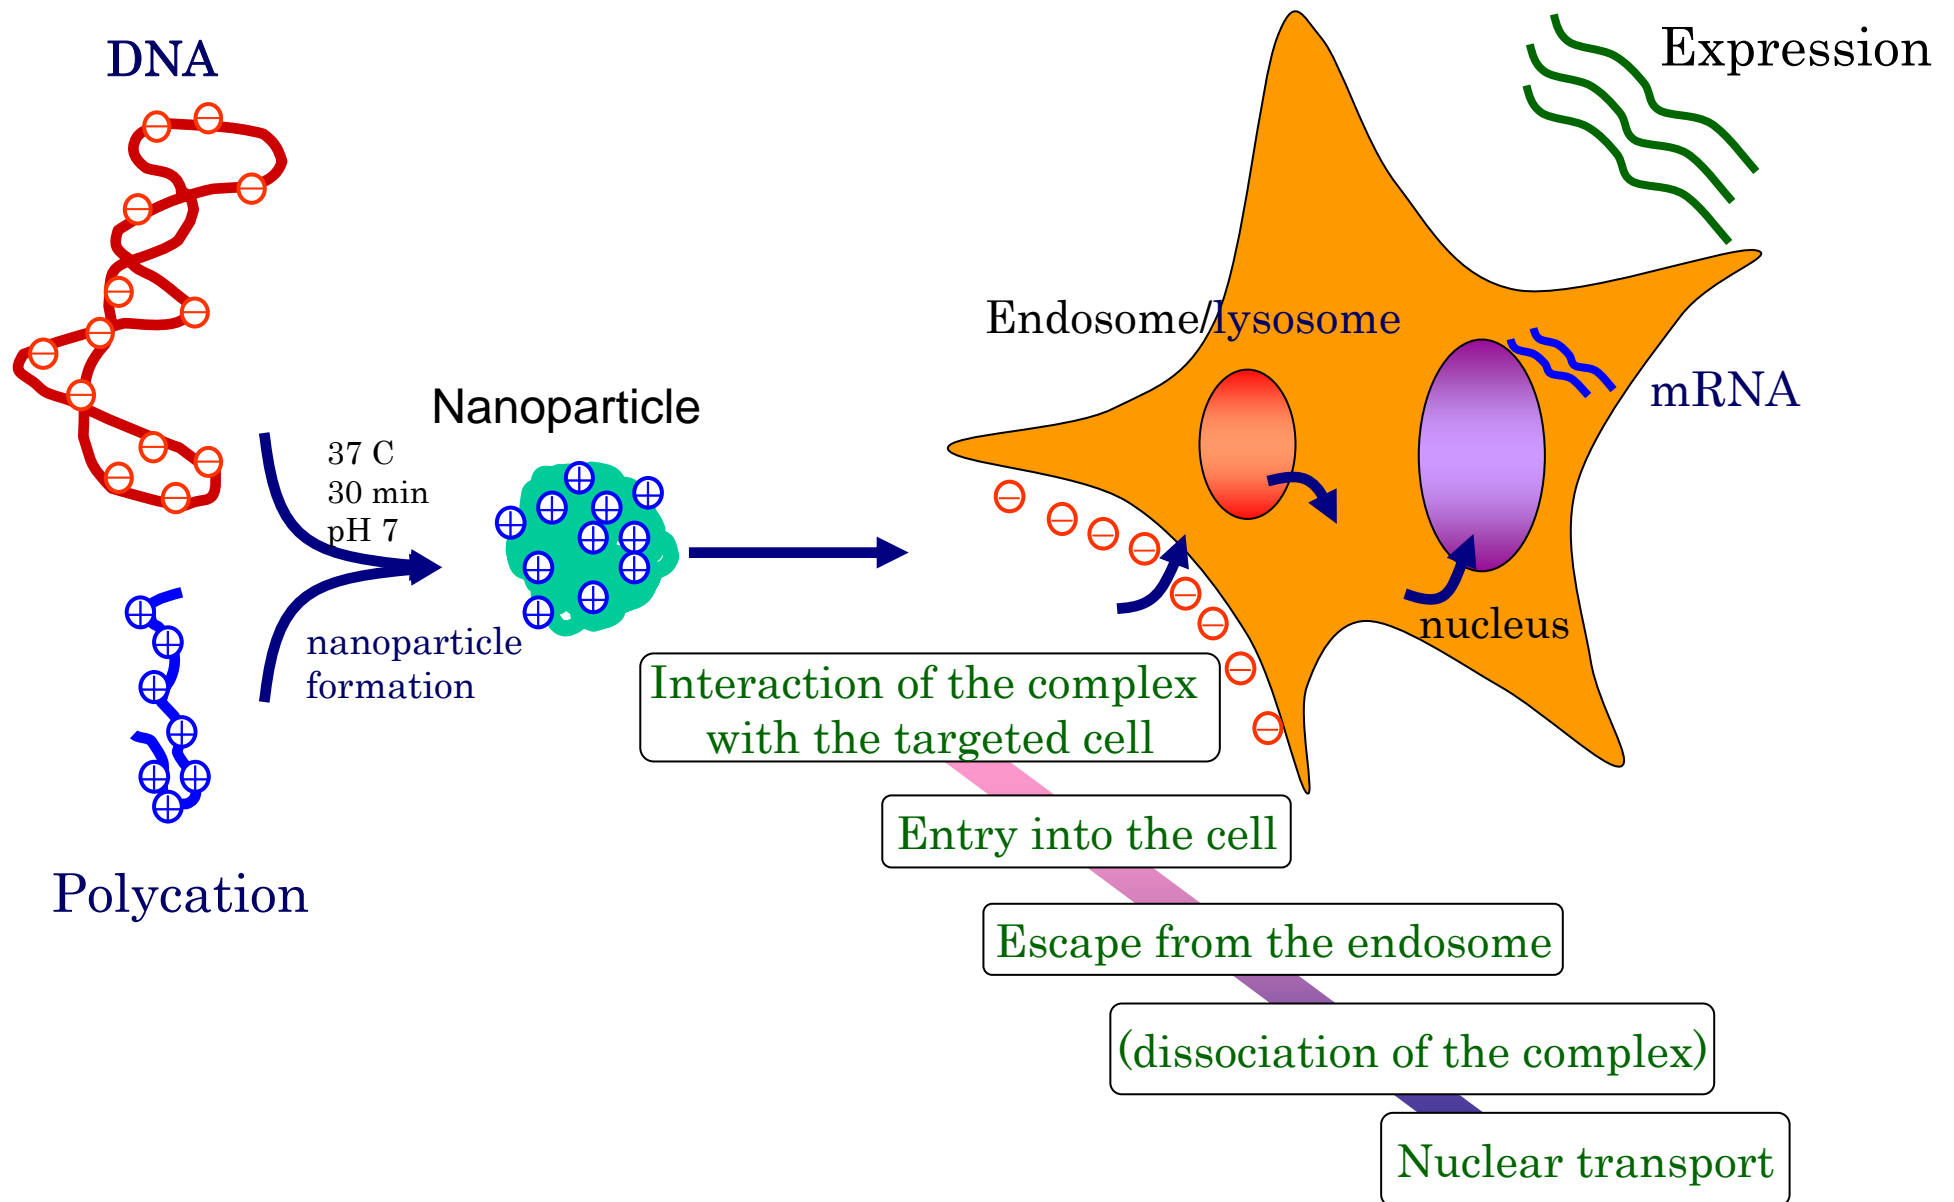 DNA
Expression
Endosome/lysosome
mRNA
Nanoparticle
37 C
30 min
pH 7
nanoparticle
formation
nucleus
Polycation
Interaction of the complex
with the targeted cell
Entry into the cell
Escape from the endosome
(dissociation of the complex)
Nuclear transport